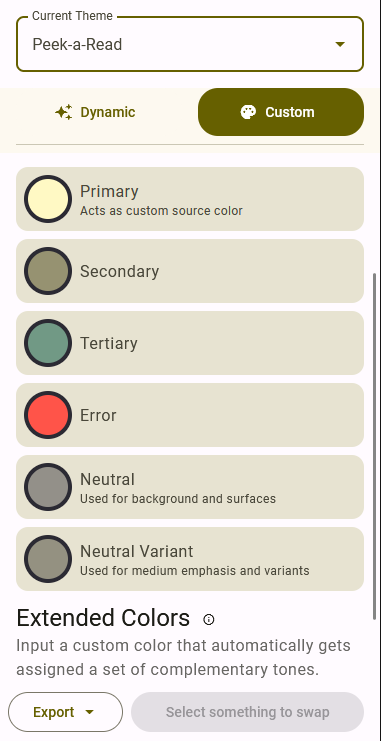 Current Theme
Peek-a-Read
Dynamic
Custom
Primary
Acts as custom source color
Secondary
Tertiary
Error
Neutral
Used for background and surfaces
Neutral Variant
Used for medium emphasis and variants
Extended Colors
Input a custom color that automatically gets
assigned a set of complementary tones.
Export
Select something to swap